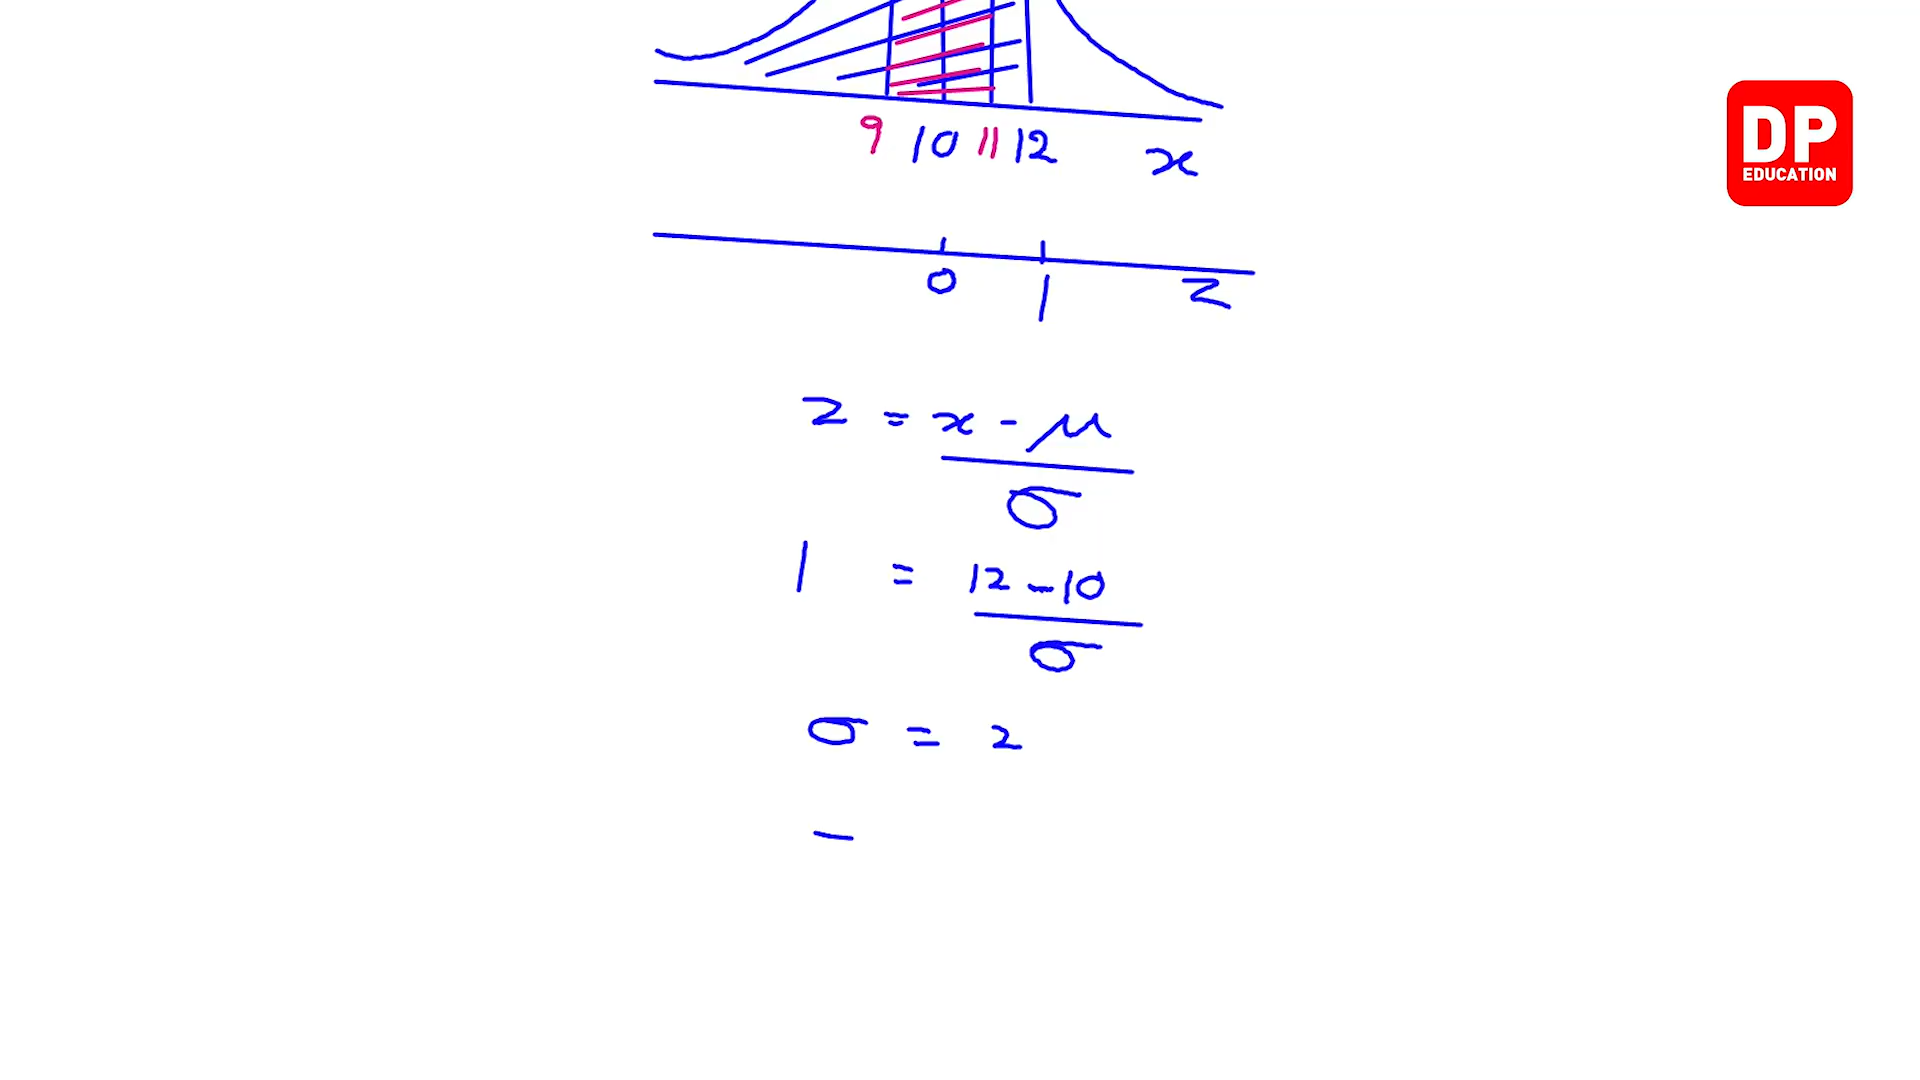 9 10 11 12 x
DP
EDUCATION
0 1 z
z = x - μ
σ
1 = 12 - 10
σ
σ = 2